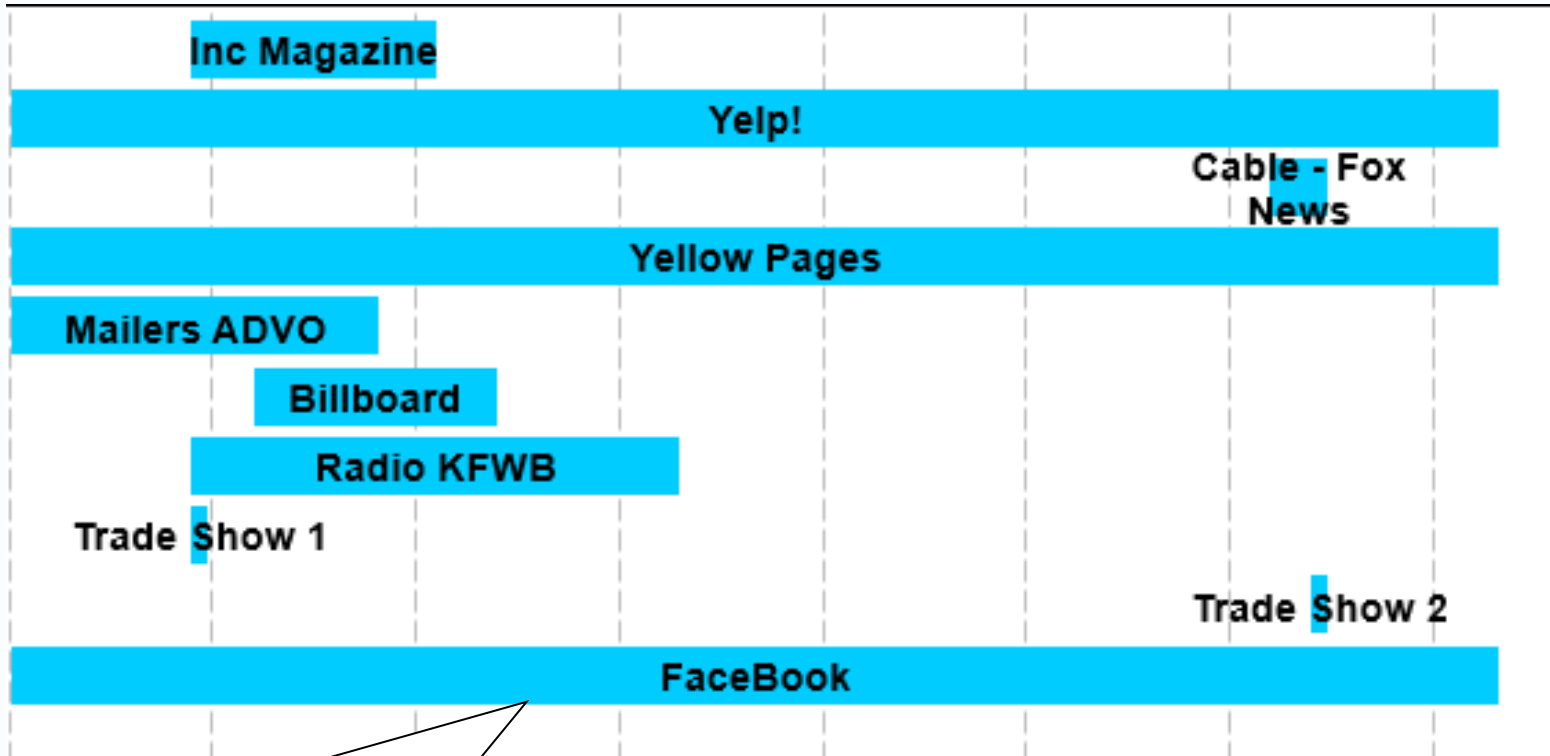 Inc Magazine
Yelp!
Cable - Fox
News
Yellow Pages
Mailers ADVO
Billboard
Radio KFWB
Trade Show 1
Trade Show 2
FaceBook